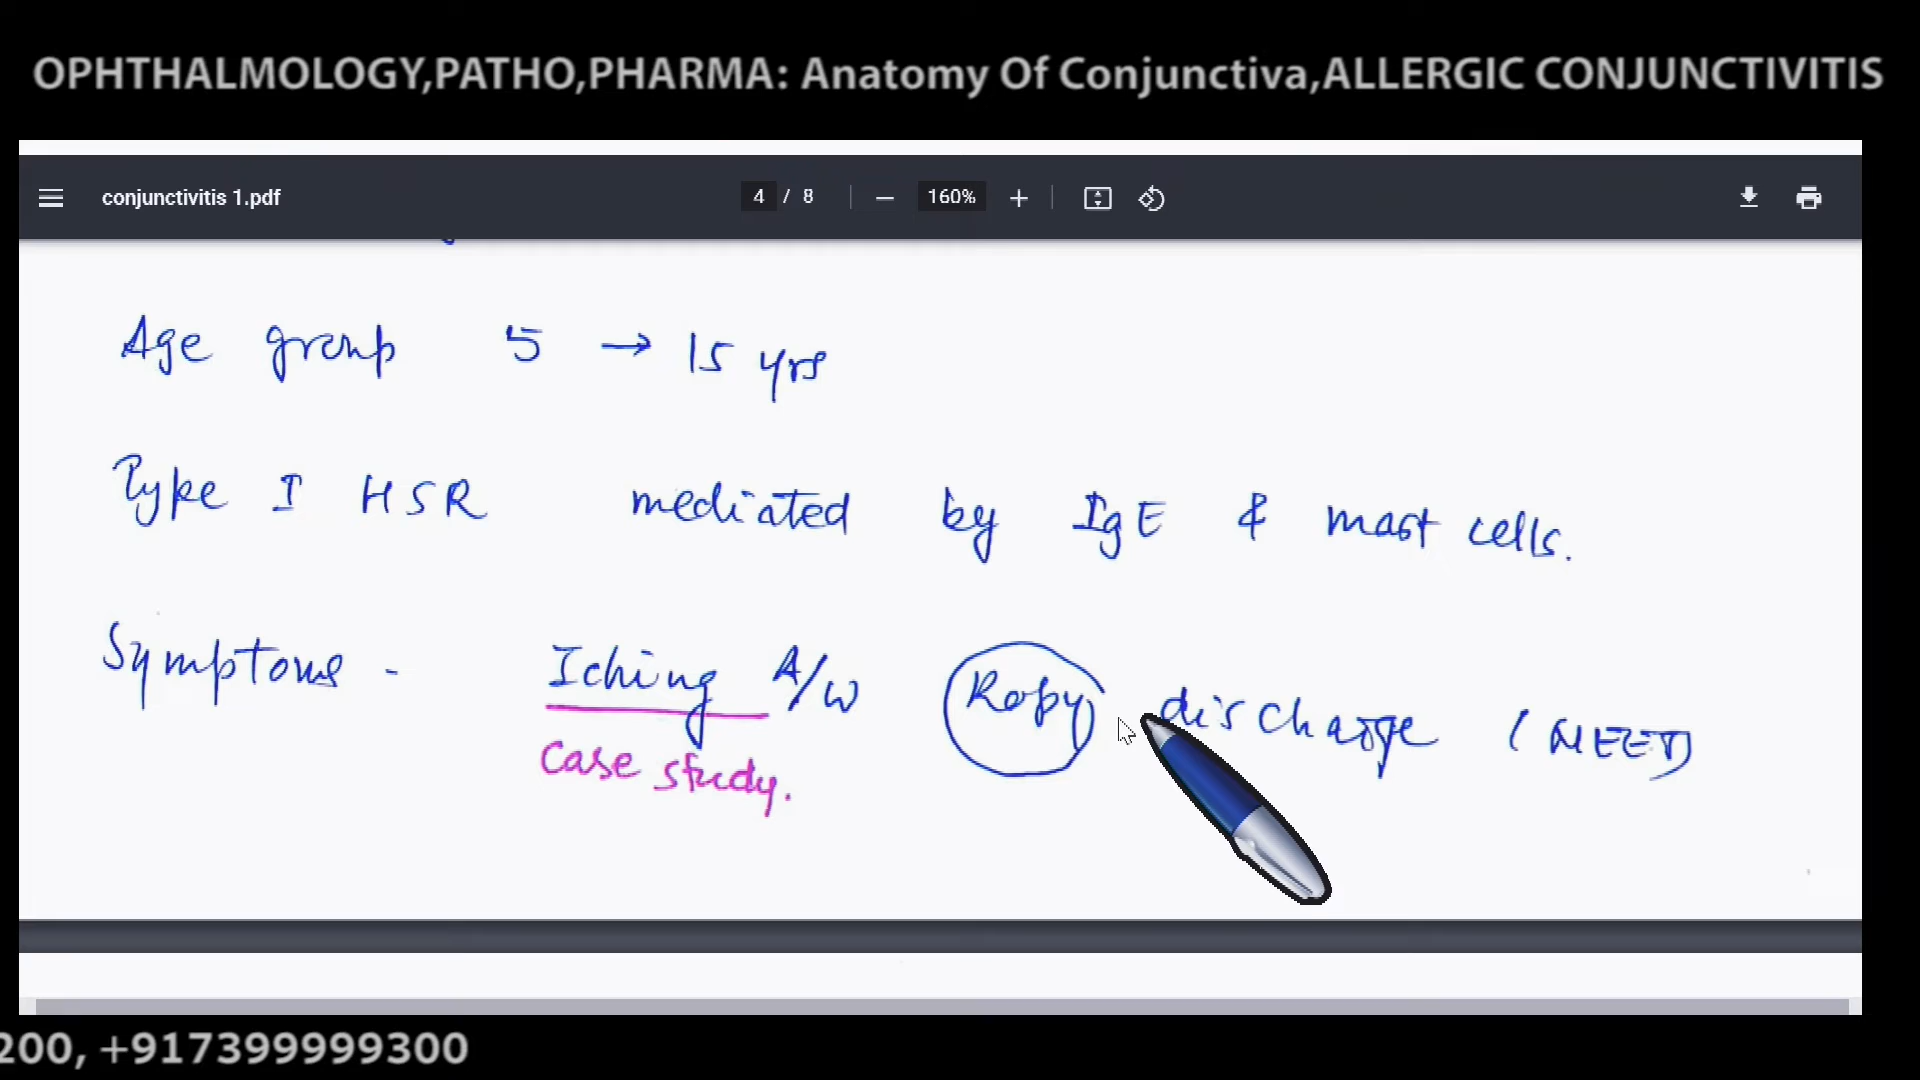 OPHTHALMOLOGY,PATHO,PHARMA: Anatomy Of Conjunctiva,ALLERGIC CONJUNCTIVITIS
conjunctivitis 1.pdf 4 / 8 160%
Age group 5 → 15 yrs
Type I HSR mediated by IgE & mast cells.
Symptoms - Iching A/W Ropy discharge (NEET)
Case study.
200, +917399999300